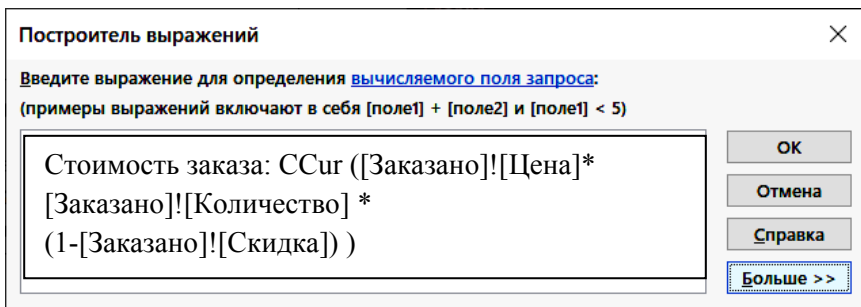 Построитель выражений
Введите выражение для определения вычисляемого поля запроса:
(примеры выражений включают в себя [поле1] + [поле2] и [поле1] < 5)
Стоимость заказа: CCur ([Заказано]![Цена]*
[Заказано]![Количество] *
(1-[Заказано]![Скидка]) )
ОК
Отмена
Справка
Больше >>